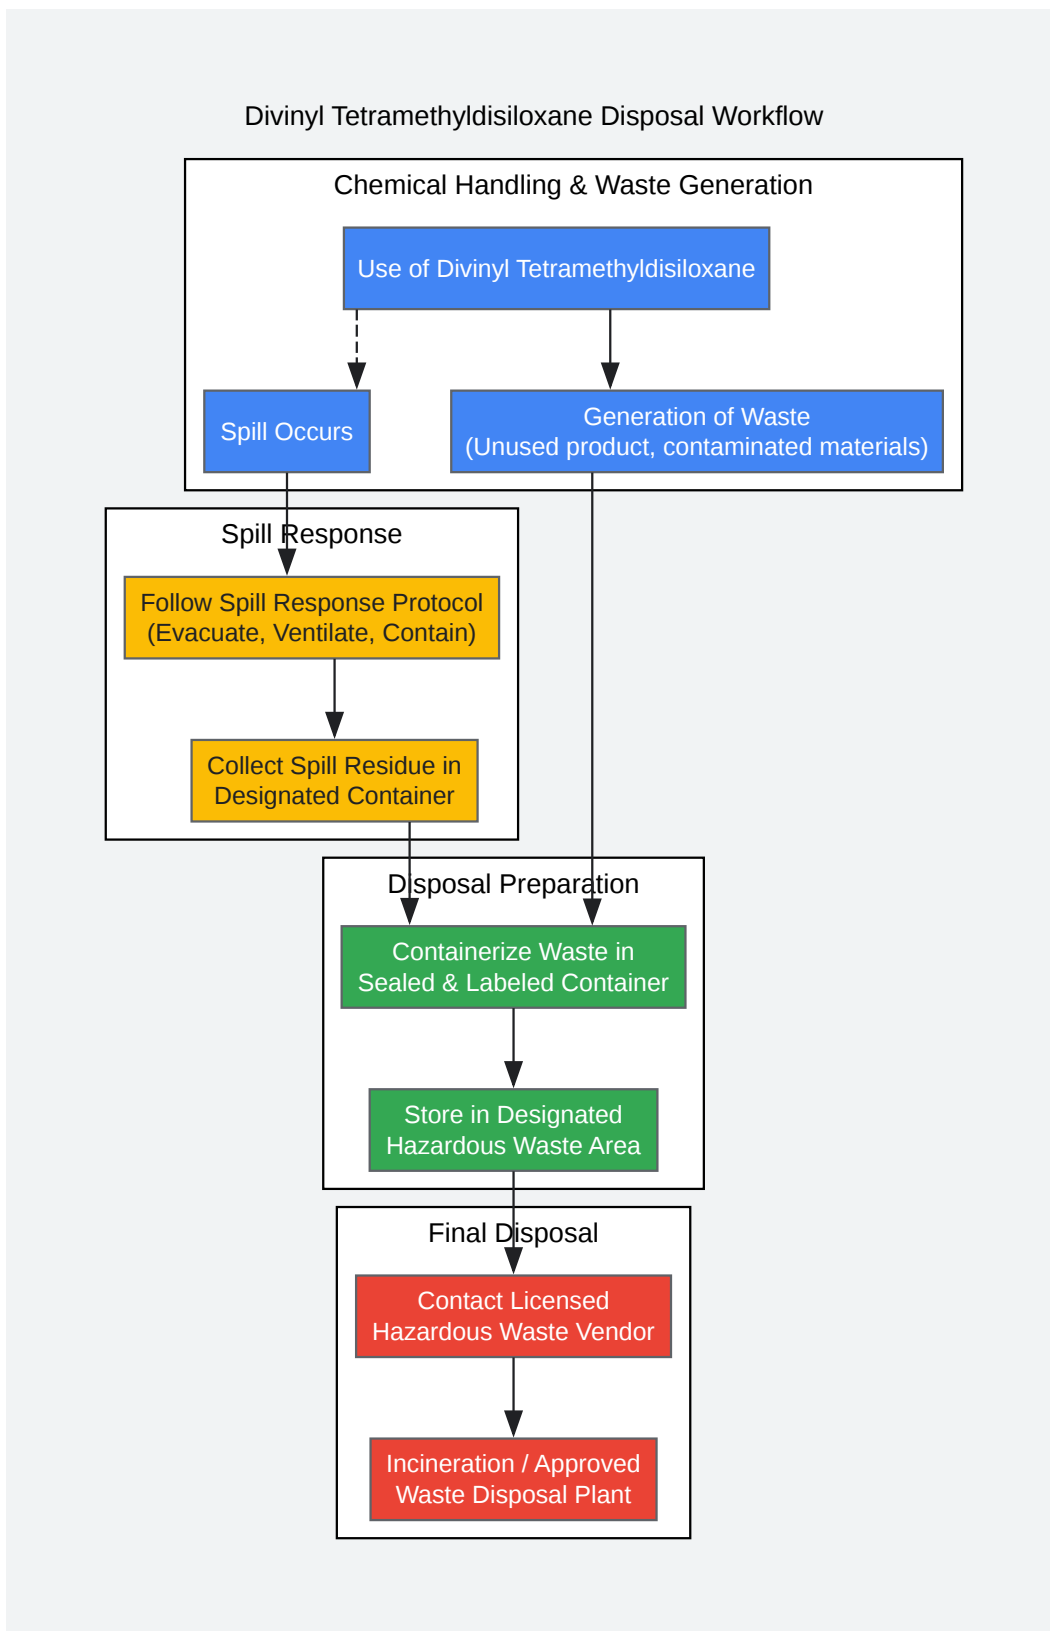 Divinyl Tetramethyldisiloxane Disposal Workflow
Chemical Handling & Waste Generation
Use of Divinyl Tetramethyldisiloxane
Spill Occurs
Generation of Waste
(Unused product, contaminated materials)
Spill Response
Follow Spill Response Protocol
(Evacuate, Ventilate, Contain)
Collect Spill Residue in
Designated Container
Disposal Preparation
Containerize Waste in
Sealed & Labeled Container
Store in Designated
Hazardous Waste Area
Final Disposal
Contact Licensed
Hazardous Waste Vendor
Incineration / Approved
Waste Disposal Plant